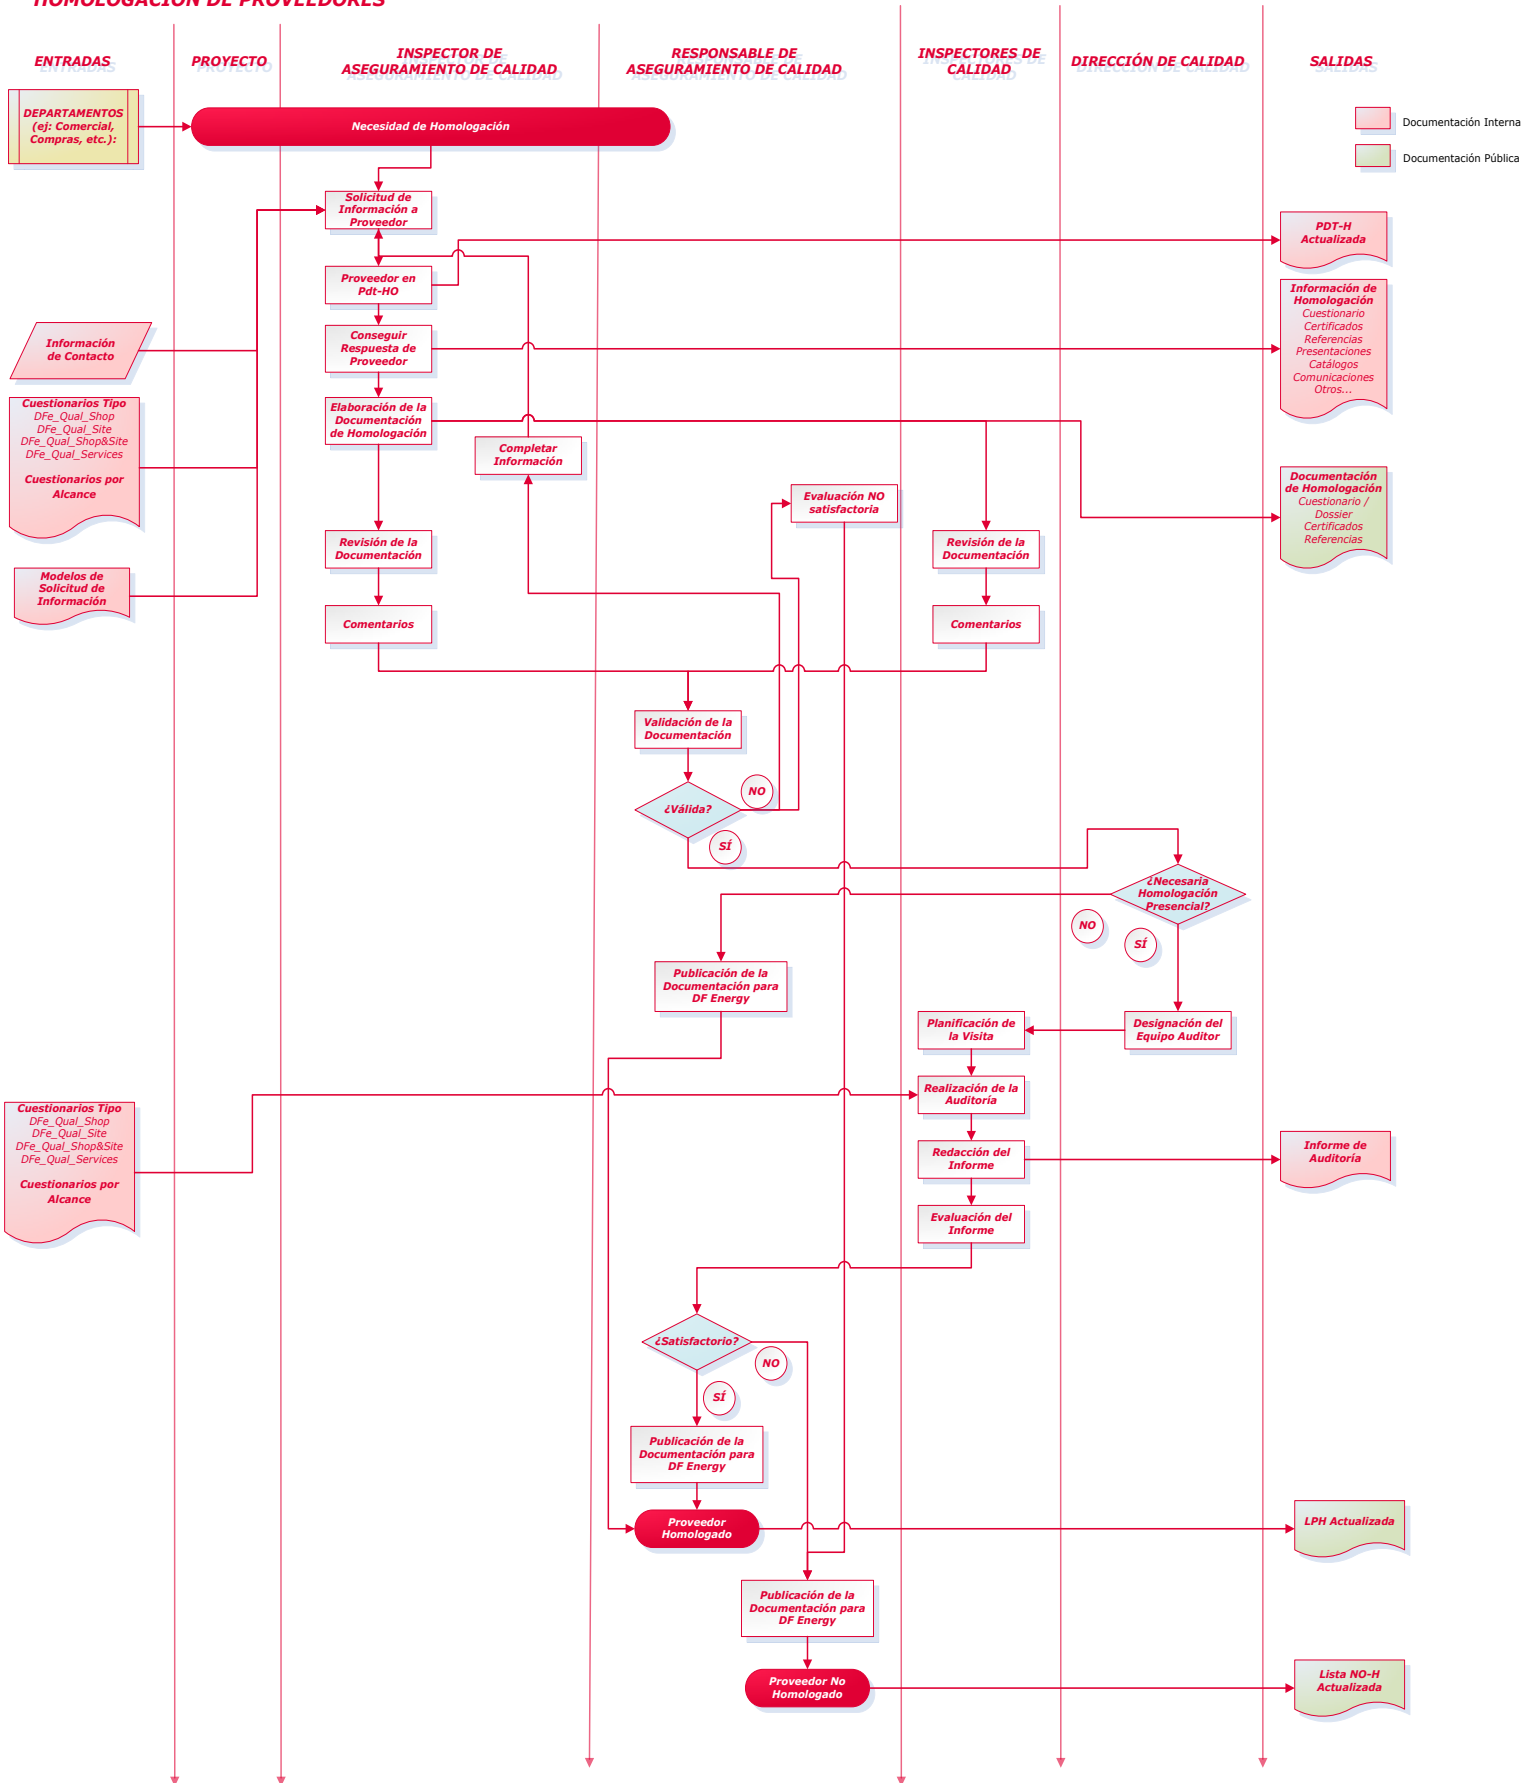 HOMOLOGACIÓN DE PROVEEDORES
ENTRADAS
PROYECTO
INSPECTOR DE
ASEGURAMIENTO DE CALIDAD
RESPONSABLE DE
ASEGURAMIENTO DE CALIDAD
INSPECTORES DE
CALIDAD
DIRECCIÓN DE CALIDAD
SALIDAS
DEPARTAMENTOS
(ej: Comercial,
Compras, etc.):
Necesidad de Homologación
Documentación Interna
Documentación Pública
Solicitud de
Información a
Proveedor
PDT-H
Actualizada
Proveedor en
Pdt-HO
Información de
Homologación
Cuestionario
Certificados
Referencias
Presentaciones
Catálogos
Comunicaciones
Otros...
Información
de Contacto
Conseguir
Respuesta de
Proveedor
Cuestionarios Tipo
DFe_Qual_Shop
DFe_Qual_Site
DFe_Qual_Shop&Site
DFe_Qual_Services
Cuestionarios por
Alcance
Elaboración de la
Documentación
de Homologación
Completar
Información
Evaluación NO
satisfactoria
Documentación
de Homologación
Cuestionario /
Dossier
Certificados
Referencias
Revisión de la
Documentación
Revisión de la
Documentación
Modelos de
Solicitud de
Información
Comentarios
Comentarios
Validación de la
Documentación
¿Válida?
NO
SÍ
¿Necesaria
Homologación
Presencial?
NO
SÍ
Publicación de la
Documentación para
DF Energy
Planificación de
la Visita
Designación del
Equipo Auditor
Realización de la
Auditoría
Cuestionarios Tipo
DFe_Qual_Shop
DFe_Qual_Site
DFe_Qual_Shop&Site
DFe_Qual_Services
Cuestionarios por
Alcance
Redacción del
Informe
Informe de
Auditoría
Evaluación del
Informe
¿Satisfactorio?
NO
SÍ
Publicación de la
Documentación para
DF Energy
Proveedor
Homologado
LPH Actualizada
Publicación de la
Documentación para
DF Energy
Proveedor No
Homologado
Lista NO-H
Actualizada